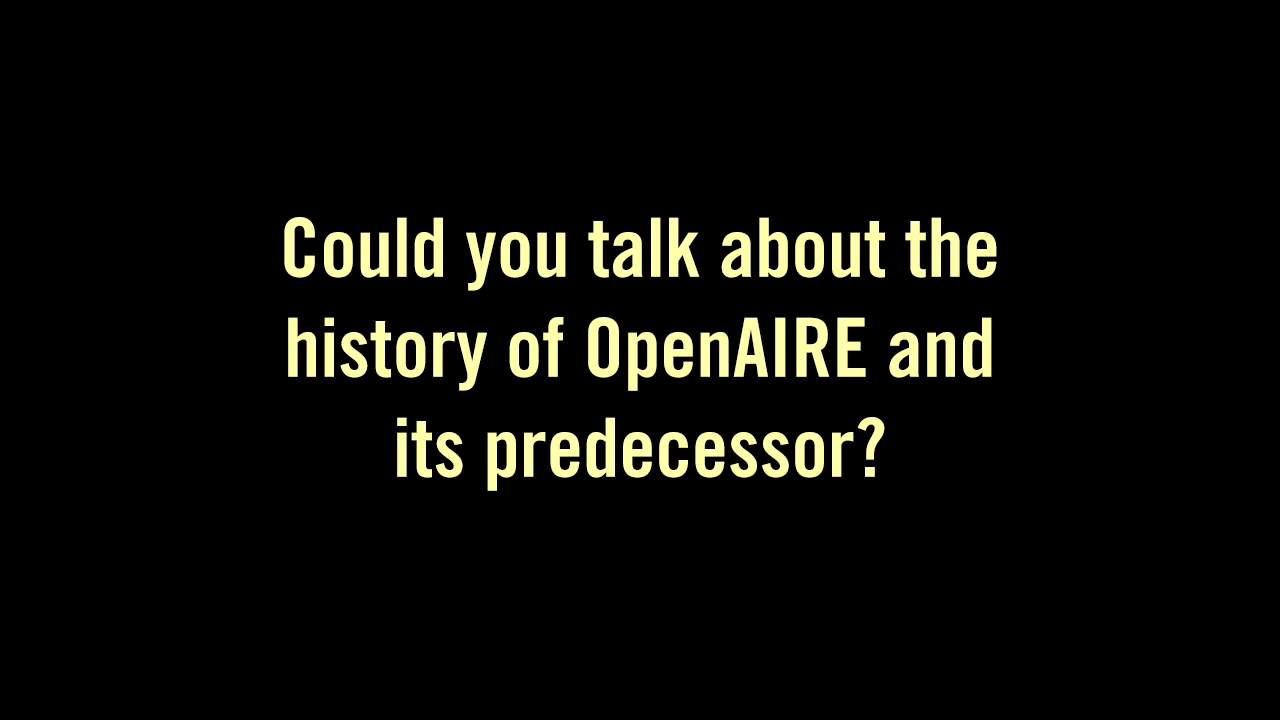 Could you talk about the
history of OpenAIRE and
its predecessor?